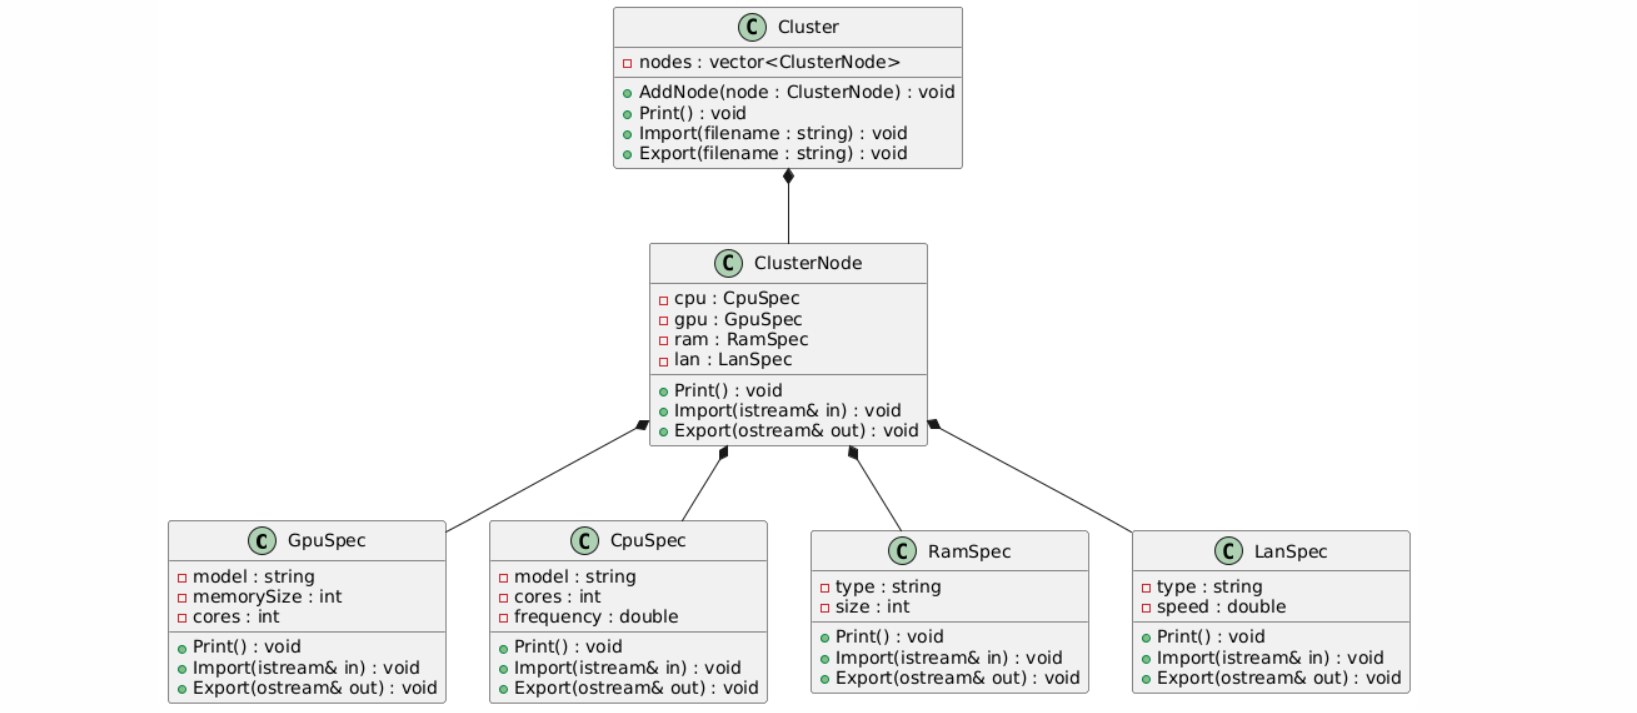 C Cluster
nodes : vector<ClusterNode>
AddNode(node : ClusterNode) : void
Print() : void
Import(filename : string) : void
Export(filename : string) : void
C ClusterNode
cpu : CpuSpec
gpu : GpuSpec
ram : RamSpec
lan : LanSpec
Print() : void
Import(istream& in) : void
Export(ostream& out) : void
C GpuSpec
model : string
memorySize : int
cores : int
Print() : void
Import(istream& in) : void
Export(ostream& out) : void
C CpuSpec
model : string
cores : int
frequency : double
Print() : void
Import(istream& in) : void
Export(ostream& out) : void
C RamSpec
type : string
size : int
Print() : void
Import(istream& in) : void
Export(ostream& out) : void
C LanSpec
type : string
speed : double
Print() : void
Import(istream& in) : void
Export(ostream& out) : void